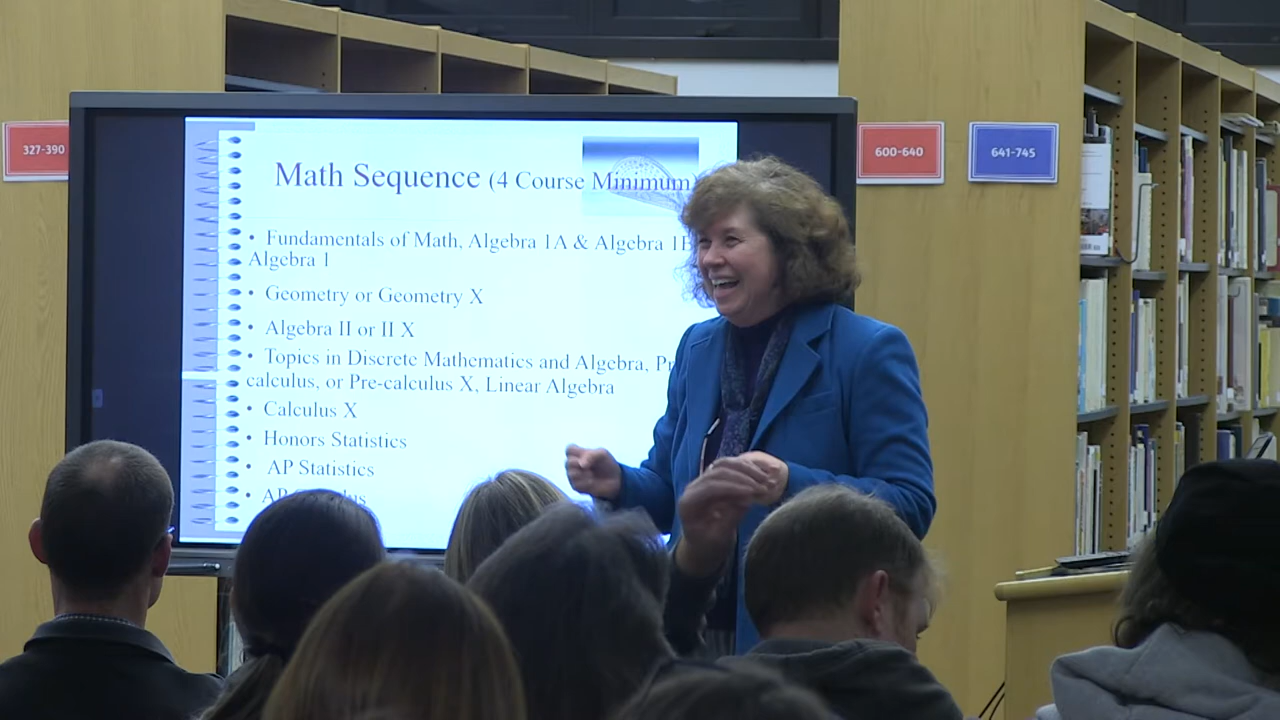 327-390
600-640
641-745
Math Sequence (4 Course Minimum)
• Fundamentals of Math, Algebra 1A & Algebra 1B
Algebra 1
• Geometry or Geometry X
• Algebra II or II X
• Topics in Discrete Mathematics and Algebra, Pr
calculus, or Pre-calculus X, Linear Algebra
• Calculus X
• Honors Statistics
• AP Statistics
• AP